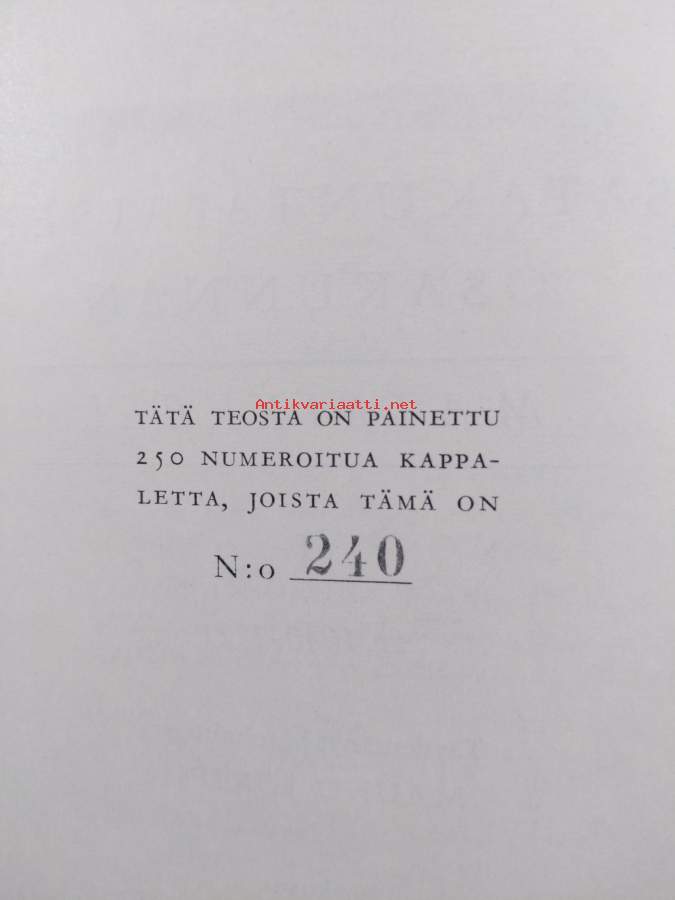 Antikvariaatti.net
TÄTÄ TEOSTA ON PAINETTU
250 NUMEROITUA KAPPA-
LETTA, JOISTA TÄMÄ ON
N:o 240